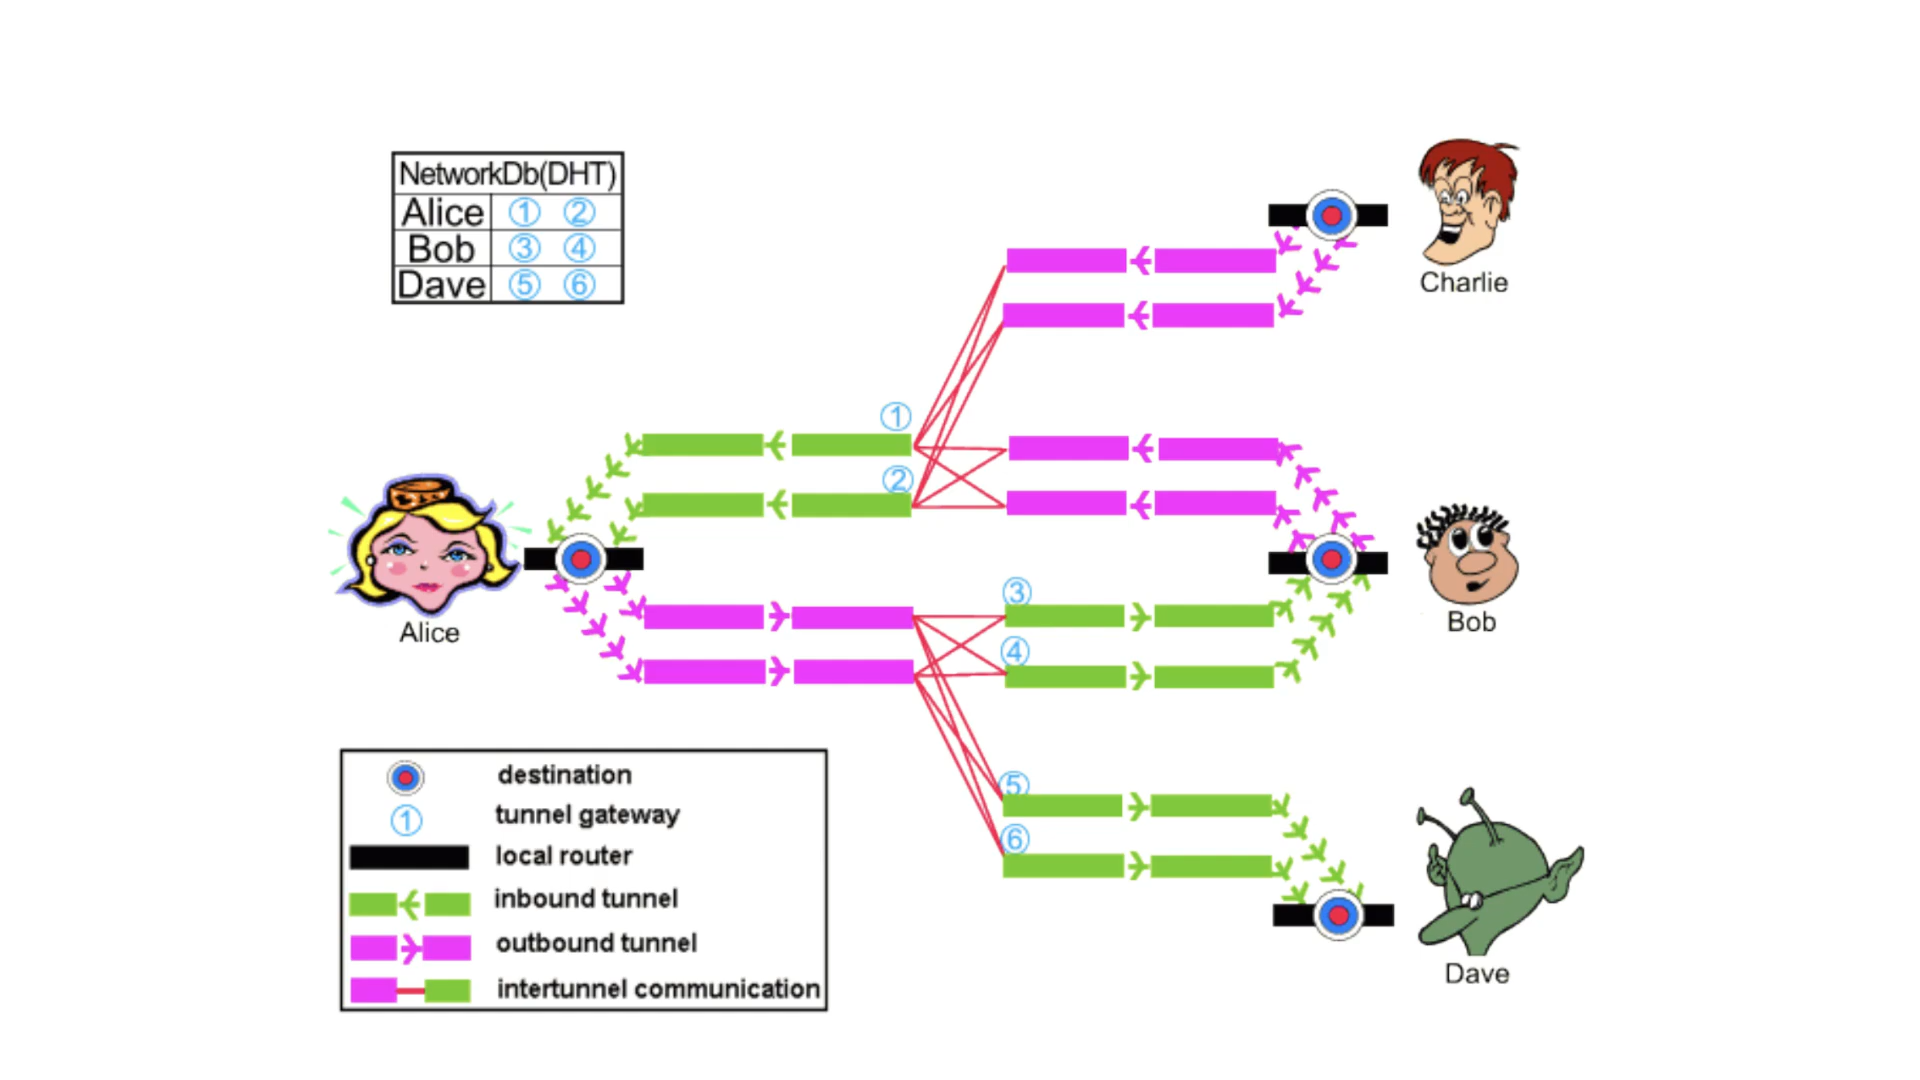 NetworkDb(DHT)
Alice ① ②
Bob ③ ④
Dave ⑤ ⑥
Charlie
①
②
Alice
③
④
Bob
⑤
⑥
Dave
destination
① tunnel gateway
local router
inbound tunnel
outbound tunnel
intertunnel communication